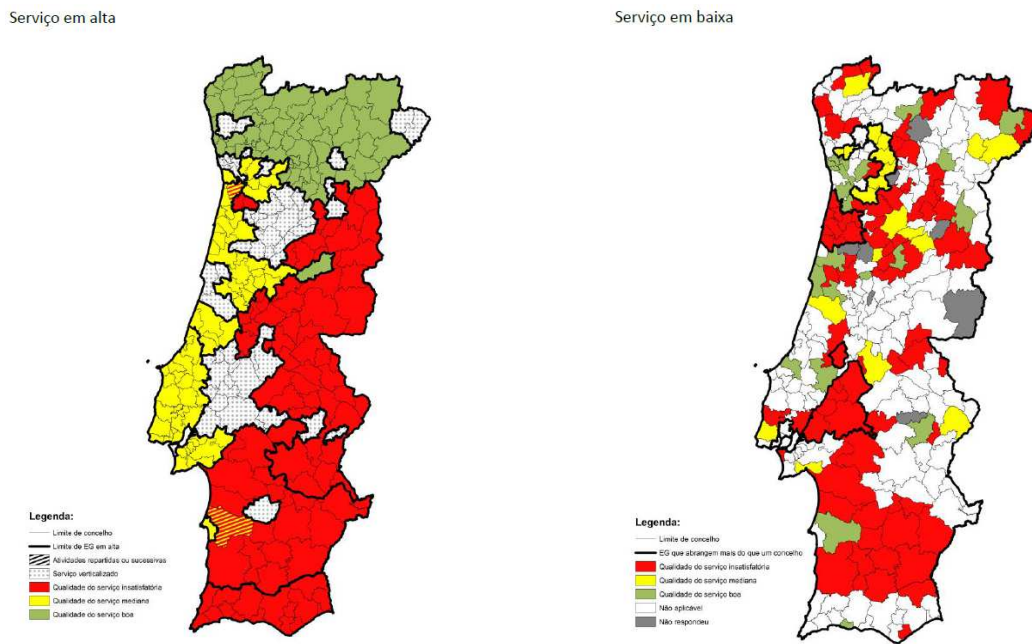 Serviço em alta
Legenda:
Limite de concelho
Limite de EG em alta
Atividades repartidas ou sucessivas
Serviço verticalizado
Qualidade do serviço insatisfatória
Qualidade do serviço mediana
Qualidade do serviço boa
Serviço em baixa
Legenda:
Limite de concelho
EG que abrangem mais do que um concelho
Qualidade do serviço insatisfatória
Qualidade do serviço mediana
Qualidade do serviço boa
Não aplicável
Não respondeu